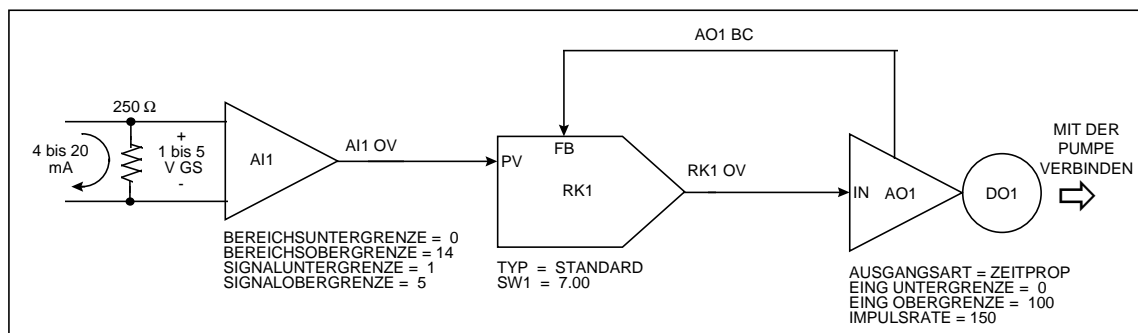 AO1 BC
250 Ω
4 bis 20
mA
+
1 bis 5
V GS
-
AI1
AI1 OV
PV
FB
RK1
RK1 OV
IN
AO1
DO1
MIT DER
PUMPE
VERBINDEN
BEREICHSUNTERGRENZE = 0
BEREICHSOBERGRENZE = 14
SIGNALUNTERGRENZE = 1
SIGNALOBERGRENZE = 5
TYP = STANDARD
SW1 = 7.00
AUSGANGSART = ZEITPROP
EING UNTERGRENZE = 0
EING OBERGRENZE = 100
IMPULSRATE = 150